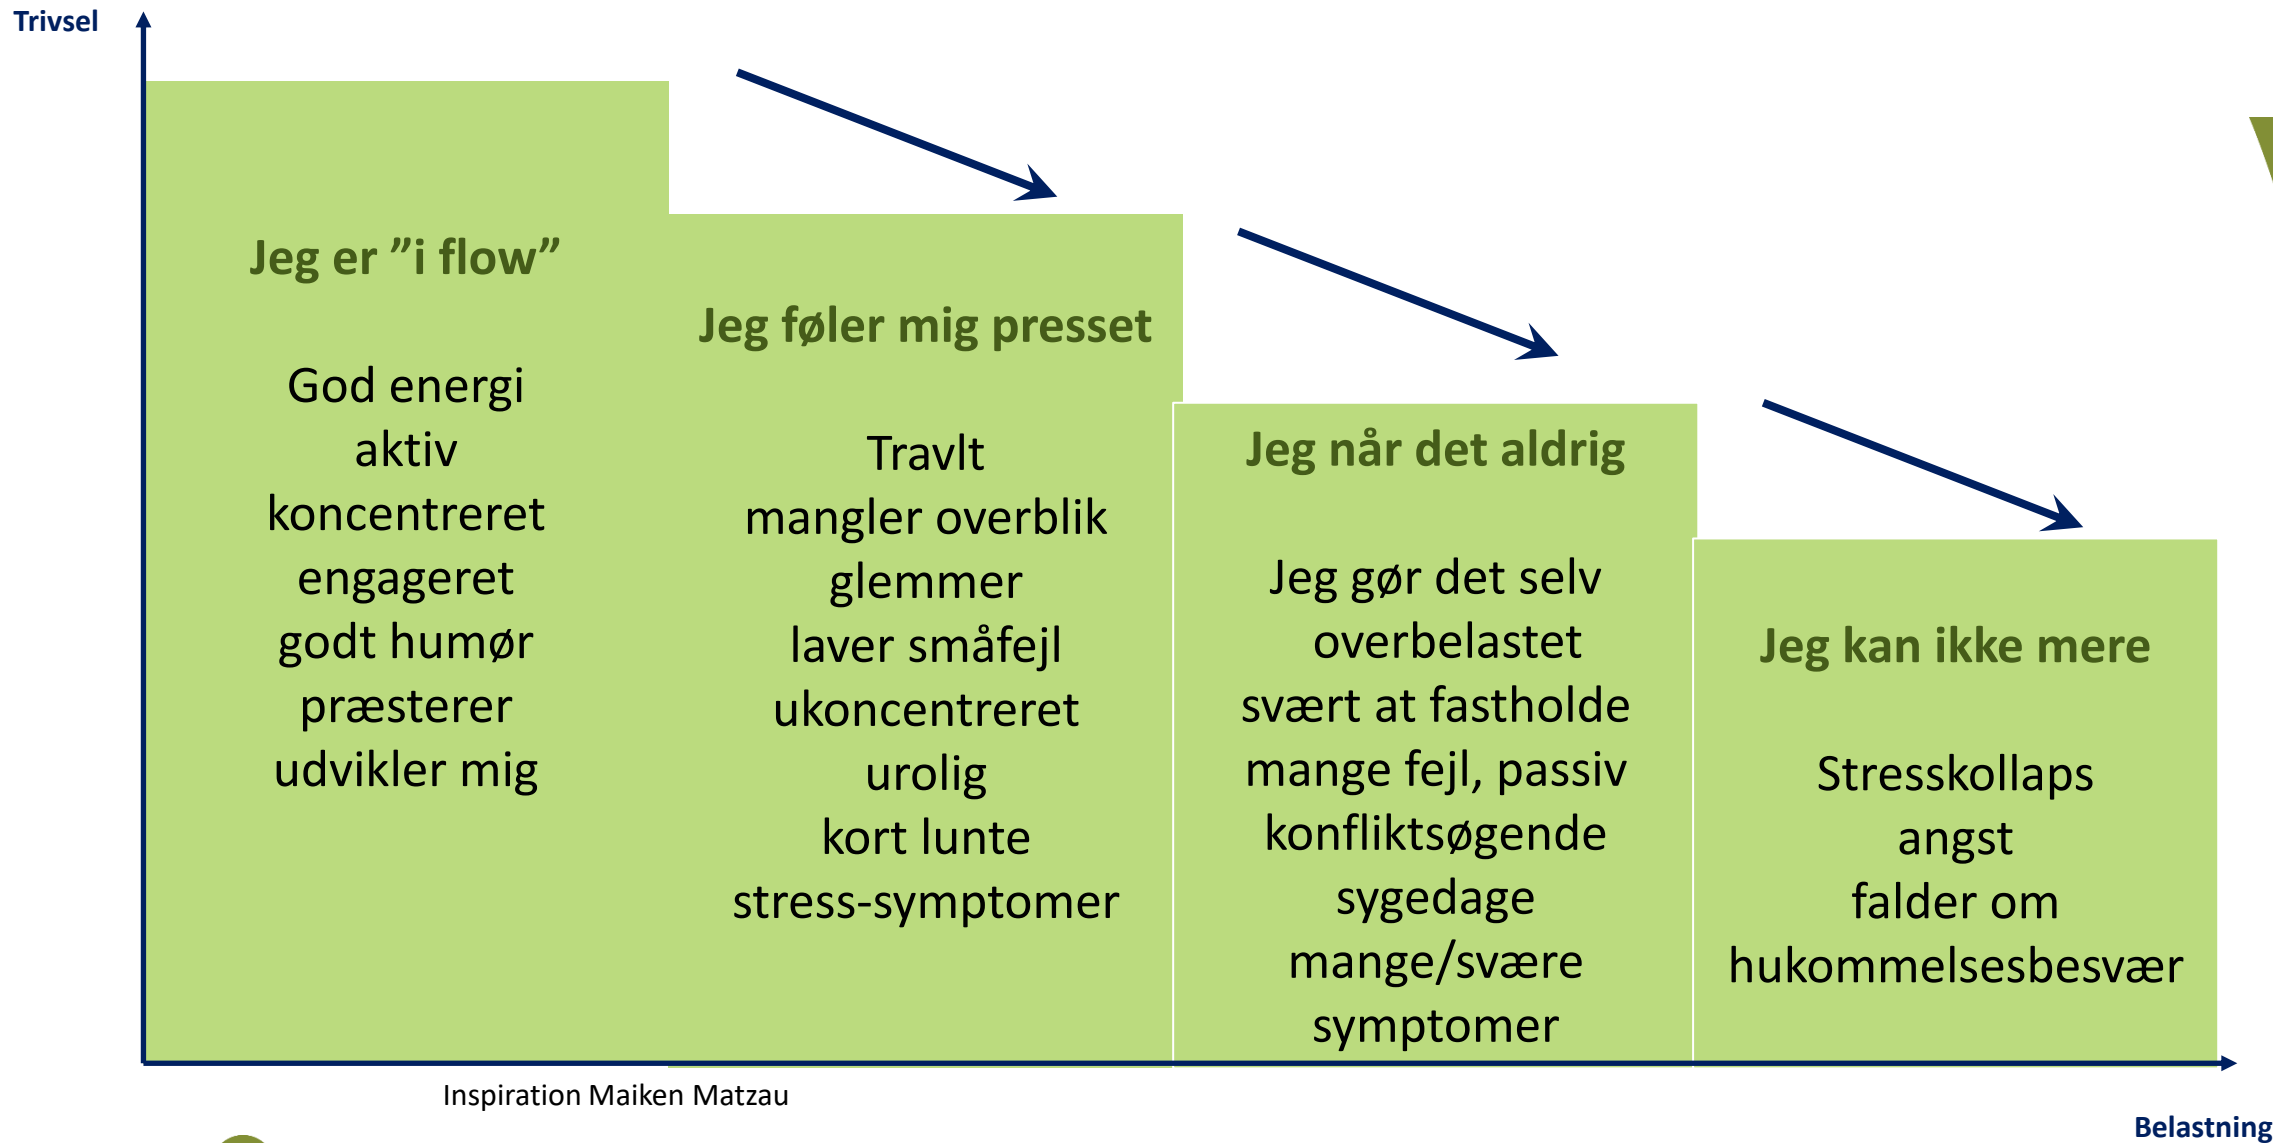 Trivsel
Jeg er ”i flow”
God energi
aktiv
koncentreret
engageret
godt humør
præsterer
udvikler mig
Jeg føler mig presset
Travlt
mangler overblik
glemmer
laver småfejl
ukoncentreret
urolig
kort lunte
stress-symptomer
Jeg når det aldrig
Jeg gør det selv
overbelastet
svært at fastholde
mange fejl, passiv
konfliktsøgende
sygedage
mange/svære
symptomer
Jeg kan ikke mere
Stresskollaps
angst
falder om
hukommelsesbesvær
Inspiration Maiken Matzau
Belastning